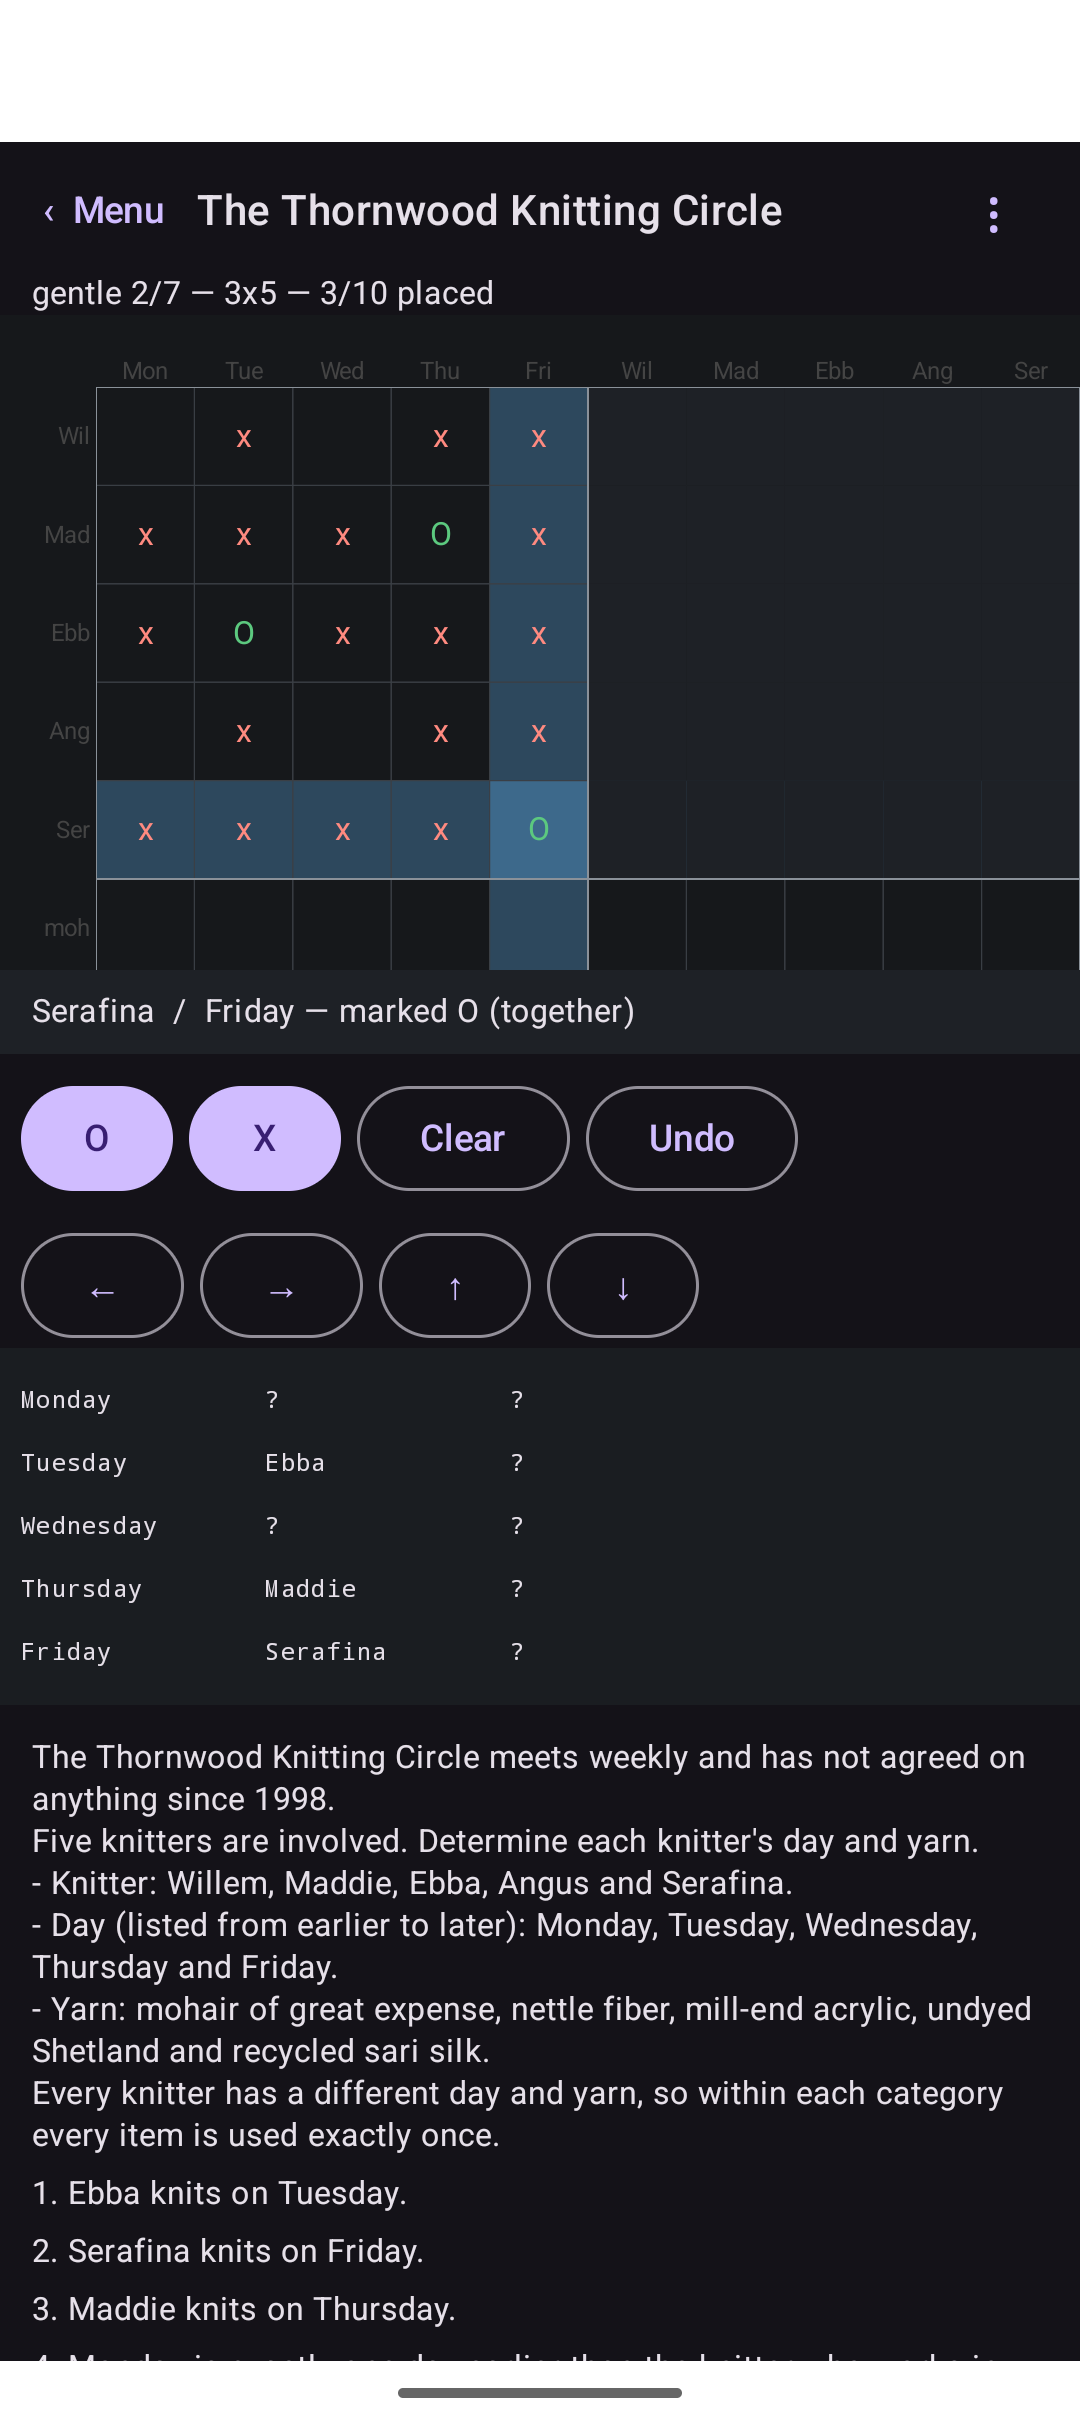 ‹ Menu The Thornwood Knitting Circle
gentle 2/7 — 3x5 — 3/10 placed
Mon Tue Wed Thu Fri Wil Mad Ebb Ang Ser
Wil x x x
Mad x x x O x
Ebb x O x x x
Ang x x x
Ser x x x x O
moh
Serafina / Friday — marked O (together)
O X Clear Undo
← → ↑ ↓
Monday ? ?
Tuesday Ebba ?
Wednesday ? ?
Thursday Maddie ?
Friday Serafina ?
The Thornwood Knitting Circle meets weekly and has not agreed on
anything since 1998.
Five knitters are involved. Determine each knitter's day and yarn.
- Knitter: Willem, Maddie, Ebba, Angus and Serafina.
- Day (listed from earlier to later): Monday, Tuesday, Wednesday,
Thursday and Friday.
- Yarn: mohair of great expense, nettle fiber, mill-end acrylic, undyed
Shetland and recycled sari silk.
Every knitter has a different day and yarn, so within each category
every item is used exactly once.
1. Ebba knits on Tuesday.
2. Serafina knits on Friday.
3. Maddie knits on Thursday.